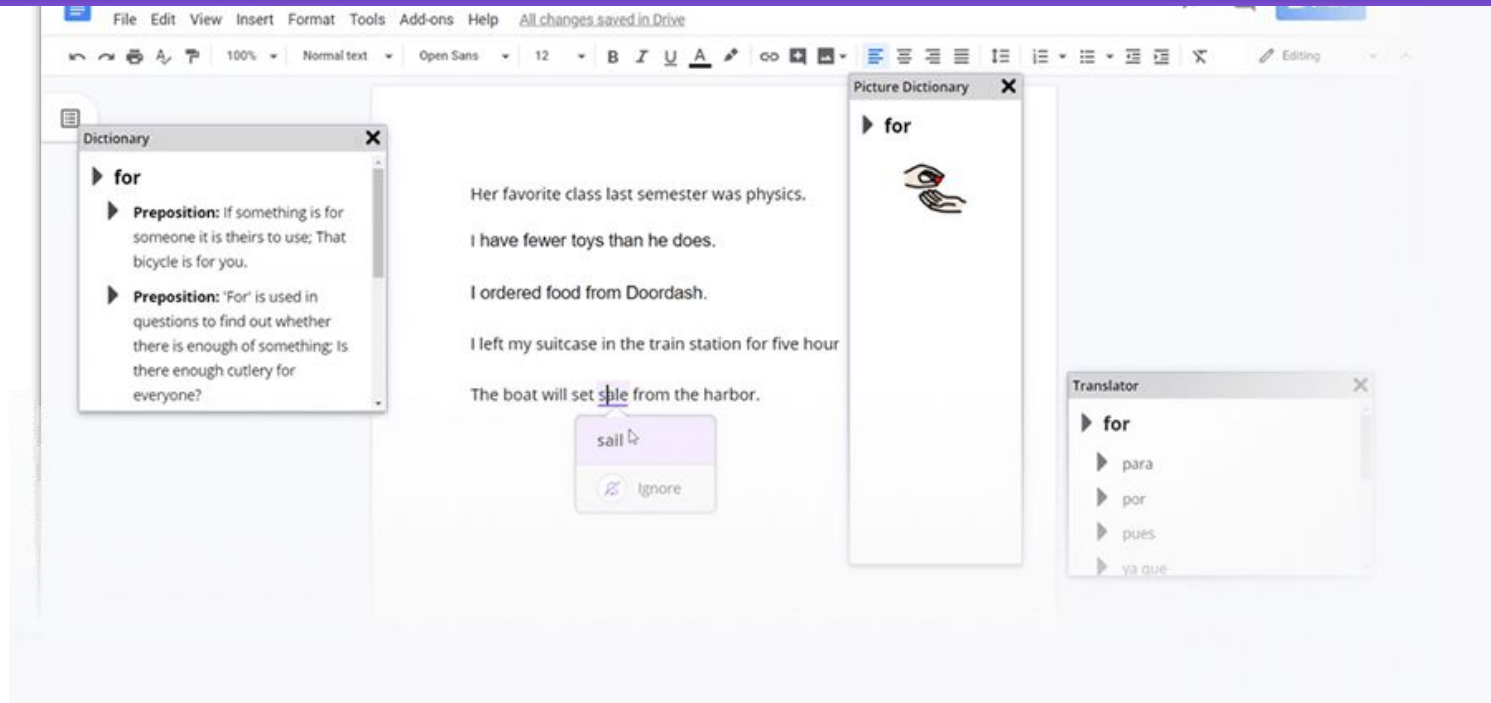 File Edit View Insert Format Tools Add-ons Help All changes saved in Drive
100% Normal text Open Sans 12 B I U A Editing
Dictionary
for
Preposition: If something is for
someone it is theirs to use; That
bicycle is for you.
Preposition: 'For' is used in
questions to find out whether
there is enough of something; Is
there enough cutlery for
everyone?
Her favorite class last semester was physics.
I have fewer toys than he does.
I ordered food from Doordash.
I left my suitcase in the train station for five hour
The boat will set sale from the harbor.
sail
Ignore
Picture Dictionary
for
Translator
for
para
por
pues
ya que